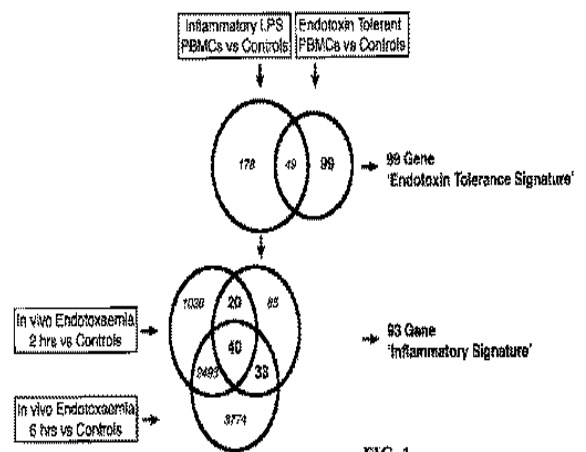 Inflammatory LPS
PBMCs vs Controls
Endotoxin Tolerant
PBMCs vs Controls
178
49
99
99 Gene
'Endotoxin Tolerance Signature'
In vivo Endotoxaemia
2 hrs vs Controls
1038
20
85
40
2493
33
3774
93 Gene
'Inflammatory Signature'
In vivo Endotoxaemia
6 hrs vs Controls
FIG. 1